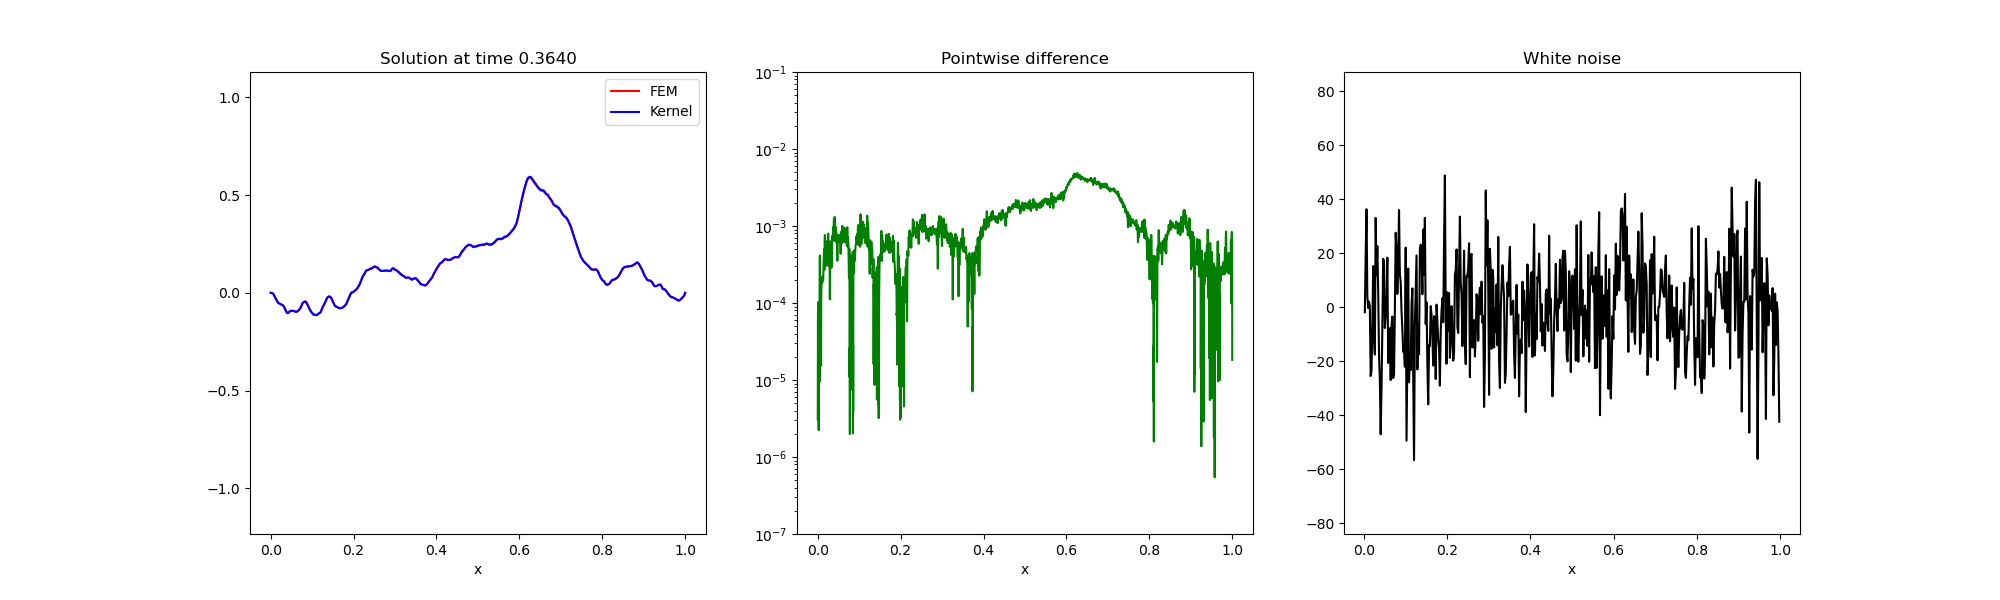 Solution at time 0.3640
1.0
0.5
0.0
−0.5
−1.0
FEM
Kernel
0.0 0.2 0.4 0.6 0.8 1.0
x
Pointwise difference
10⁻¹
10⁻²
10⁻³
10⁻⁴
10⁻⁵
10⁻⁶
10⁻⁷
0.0 0.2 0.4 0.6 0.8 1.0
x
White noise
80
60
40
20
0
−20
−40
−60
−80
0.0 0.2 0.4 0.6 0.8 1.0
x